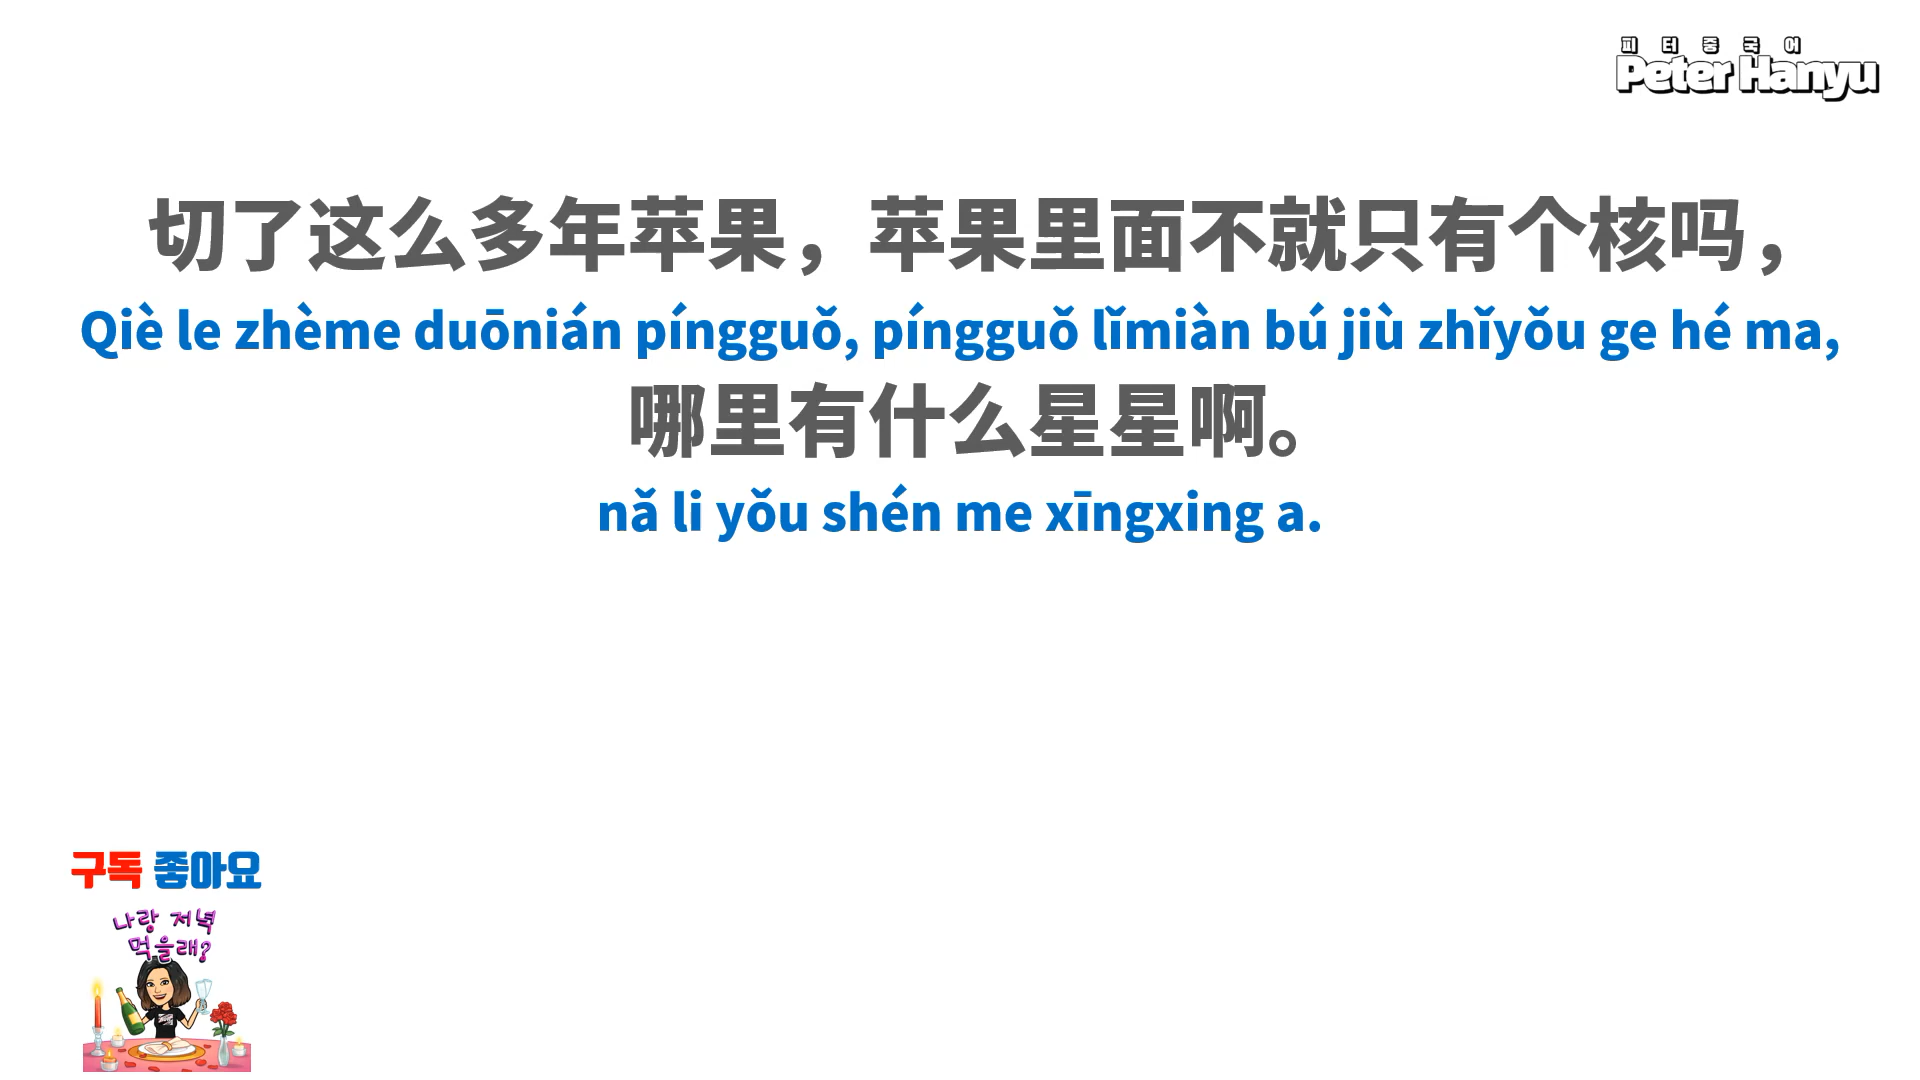 피터중국어
Peter Hanyu
切了这么多年苹果，苹果里面不就只有个核吗，
Qiè le zhème duōnián píngguǒ, píngguǒ lǐmiàn bú jiù zhǐyǒu ge hé ma,
哪里有什么星星啊。
nǎ li yǒu shén me xīngxing a.
구독 좋아요
나랑 저녁
먹을래?